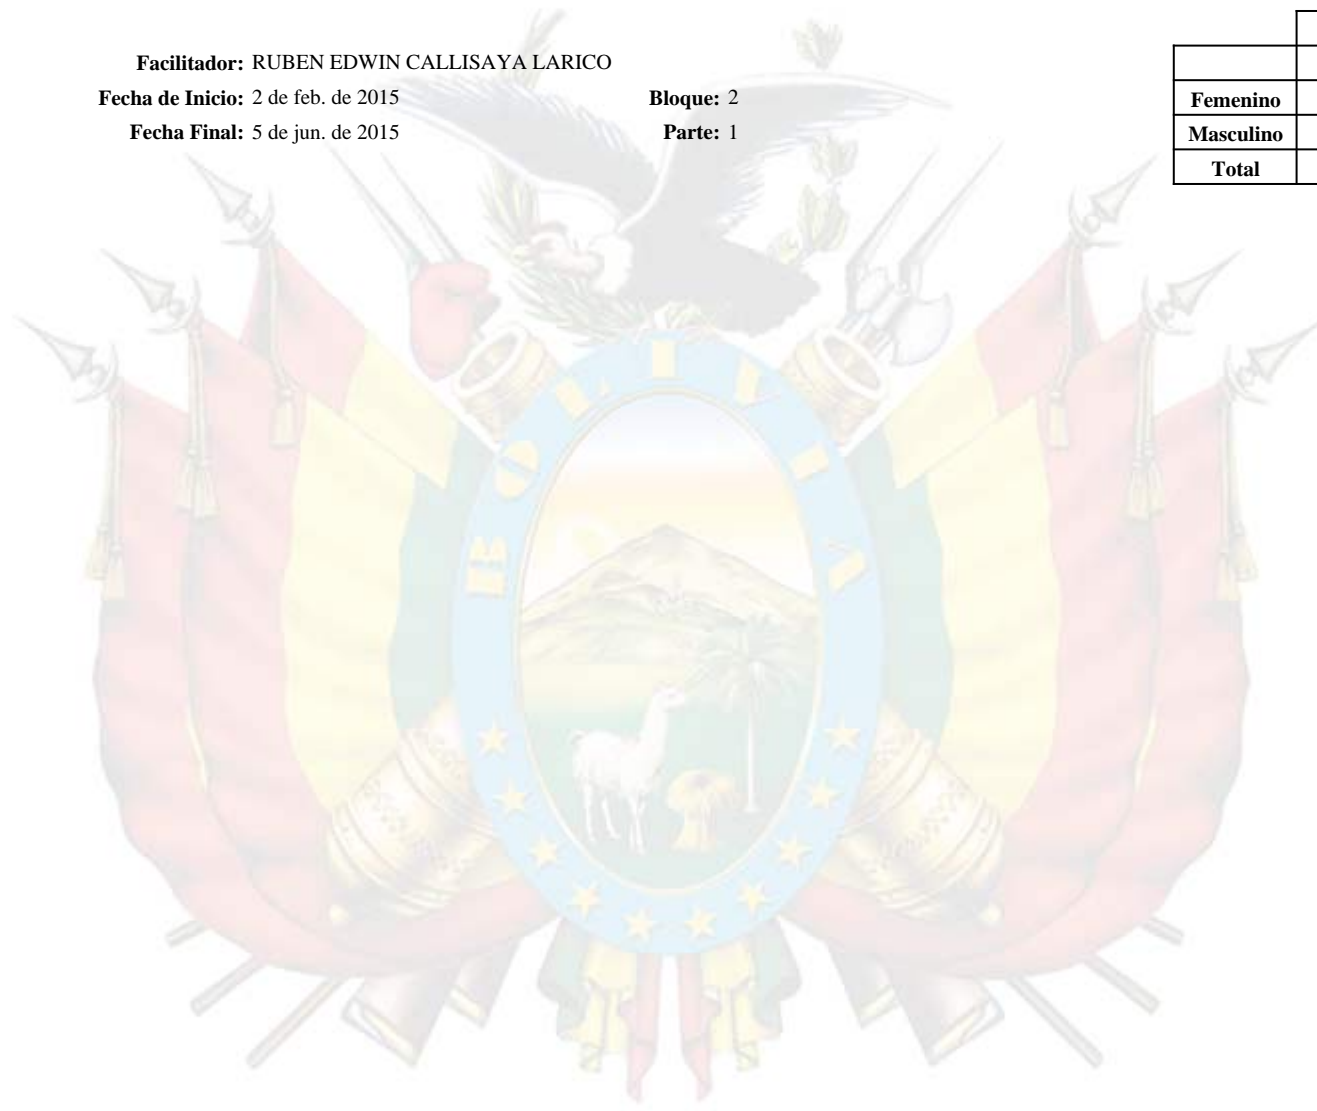 Facilitador: RUBEN EDWIN CALLISAYA LARICO
Fecha de Inicio: 2 de feb. de 2015 Bloque: 2
Fecha Final: 5 de jun. de 2015 Parte: 1
Femenino
Masculino
Total
BOLIVIA